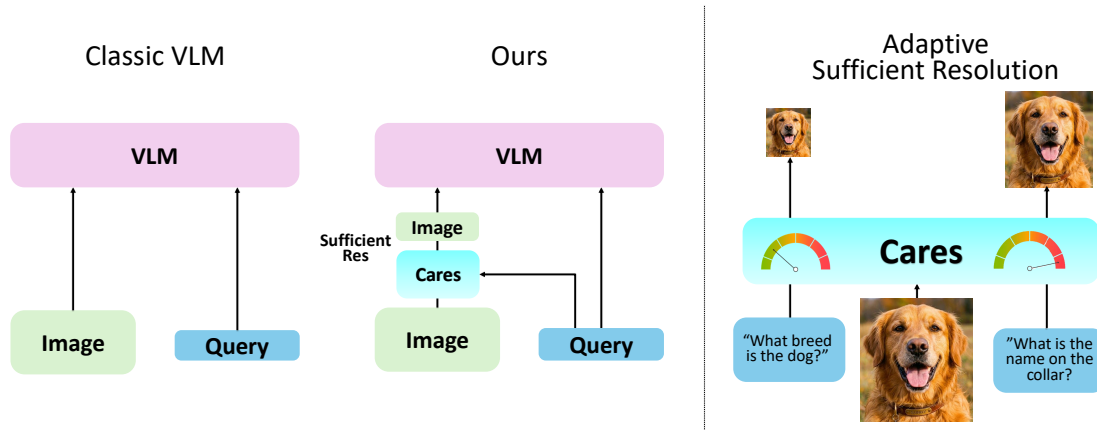 Classic VLM
VLM
Image
Query
Ours
VLM
Image
Sufficient
Res
Cares
Image
Query
Adaptive
Sufficient Resolution
Cares
“What breed
is the dog?”
”What is the
name on the
collar?